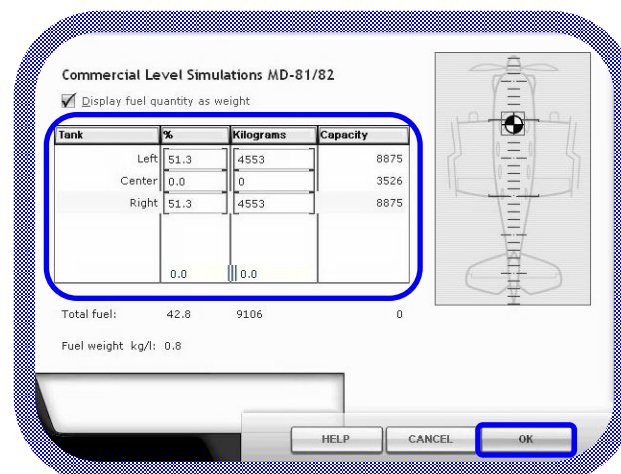 Commercial Level Simulations MD-81/82
Display fuel quantity as weight
Tank % Kilograms Capacity
Left 51.3 4553 8875
Center 0.0 0 3526
Right 51.3 4553 8875
0.0 0.0
Total fuel: 42.8 9106 0
Fuel weight kg/l: 0.8
HELP CANCEL OK